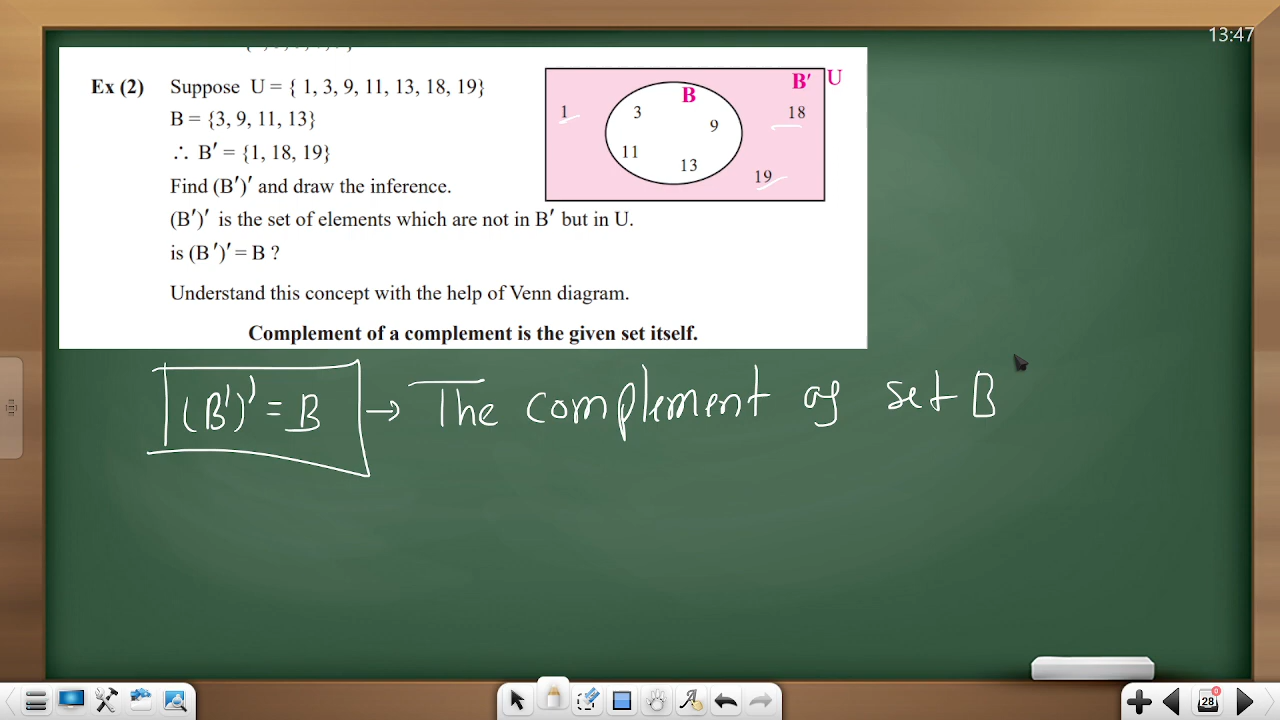 13:47
Ex (2) Suppose U = { 1, 3, 9, 11, 13, 18, 19}
B = {3, 9, 11, 13}
∴ B′ = {1, 18, 19}
Find (B′)′ and draw the inference.
(B′)′ is the set of elements which are not in B′ but in U.
is (B′)′ = B ?
Understand this concept with the help of Venn diagram.
Complement of a complement is the given set itself.
B B′ U
1 3 9 18
11 13 19
(B')' = B → The complement of set B
28
0